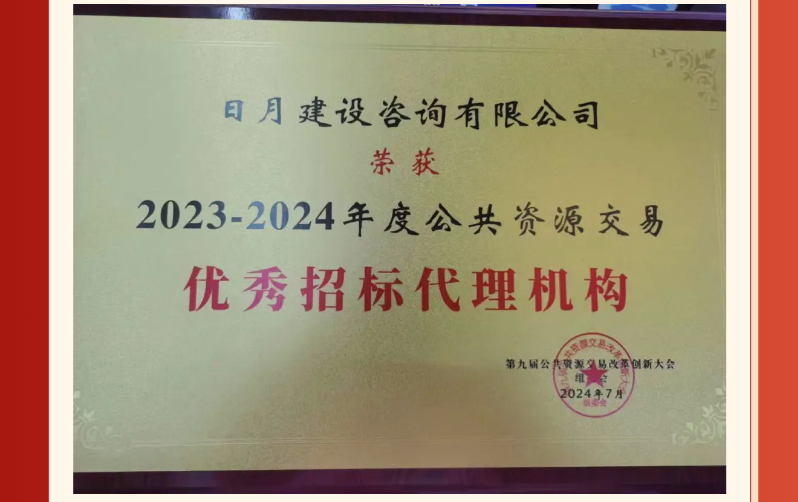 日月建设咨询有限公司
荣获
2023-2024年度公共资源交易
优秀招标代理机构
第九届公共资源交易改革创新大会
组委会
2024年7月